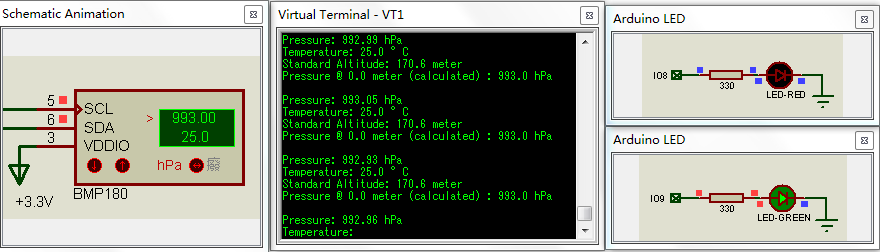 Schematic Animation
5
SCL
6
SDA
3
VDDIO
>
993.00
25.0
hPa
+3.3V
BMP180
Virtual Terminal - VT1
Pressure: 992.99 hPa
Temperature: 25.0 ° C
Standard Altitude: 170.6 meter
Pressure @ 0.0 meter (calculated) : 993.0 hPa
Pressure: 993.05 hPa
Temperature: 25.0 ° C
Standard Altitude: 170.6 meter
Pressure @ 0.0 meter (calculated) : 993.0 hPa
Pressure: 992.93 hPa
Temperature: 25.0 ° C
Standard Altitude: 170.6 meter
Pressure @ 0.0 meter (calculated) : 993.0 hPa
Pressure: 992.96 hPa
Temperature:
Arduino LED
IO8
330
LED-RED
Arduino LED
IO9
330
LED-GREEN